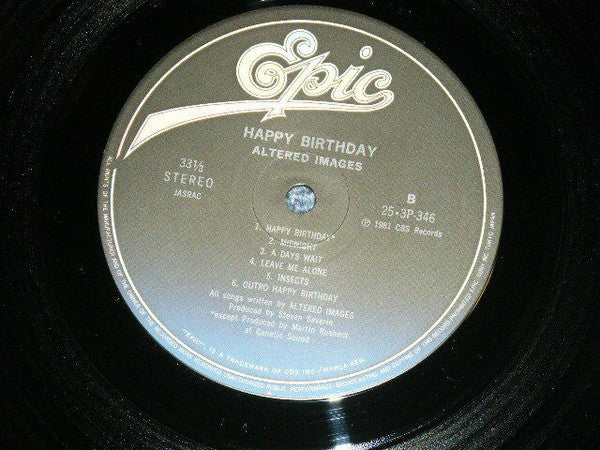 Epic
HAPPY BIRTHDAY
ALTERED IMAGES
33 1/3
STEREO
JASRAC
B
25・3P-346
Ⓟ 1981 CBS Records
1. HAPPY BIRTHDAY*
2. MIDNIGHT
3. A DAYS WAIT
4. LEAVE ME ALONE
5. INSECTS
6. OUTRO HAPPY BIRTHDAY
All songs written by ALTERED IMAGES
Produced by Steven Severin
*except Produced by Martin Rushent
at Genetic Sound
"EPIC" IS A TRADEMARK OF CBS INC./MARCA REG.